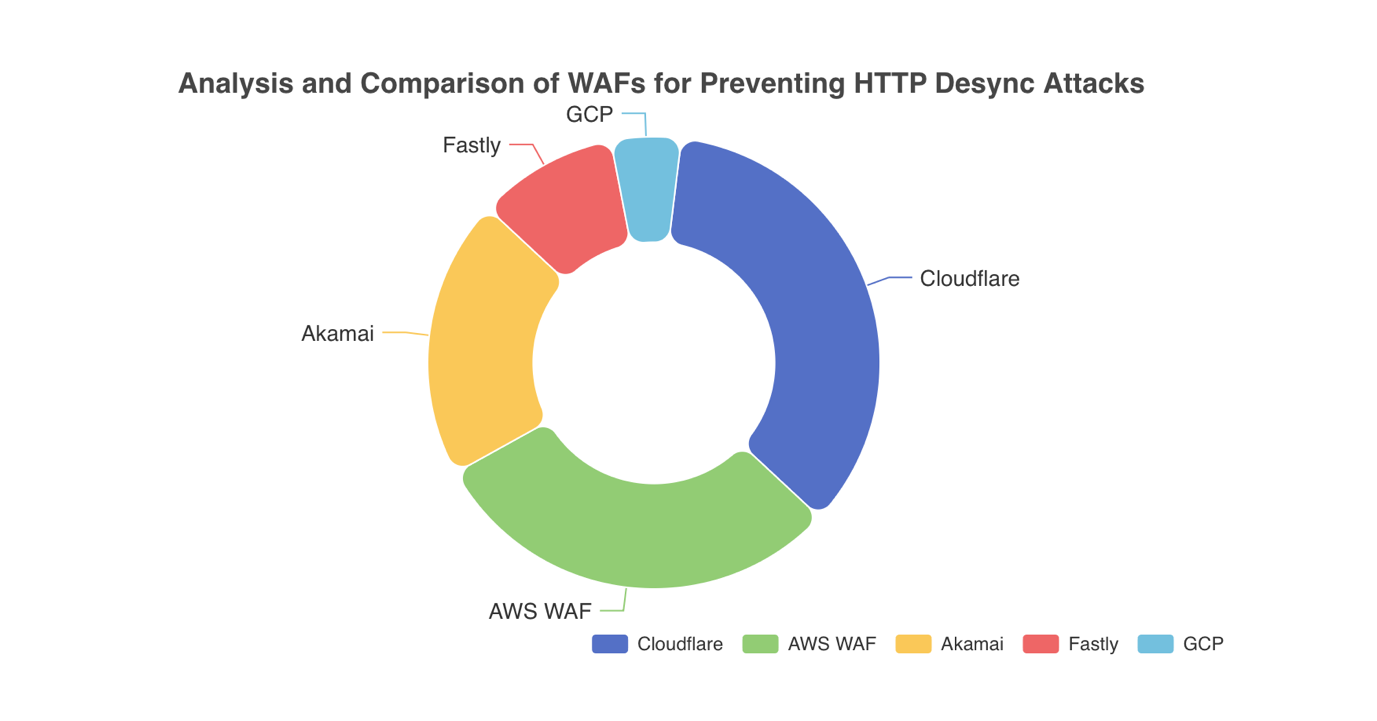 Analysis and Comparison of WAFs for Preventing HTTP Desync Attacks
GCP
Fastly
Cloudflare
Akamai
AWS WAF
Cloudflare AWS WAF Akamai Fastly GCP